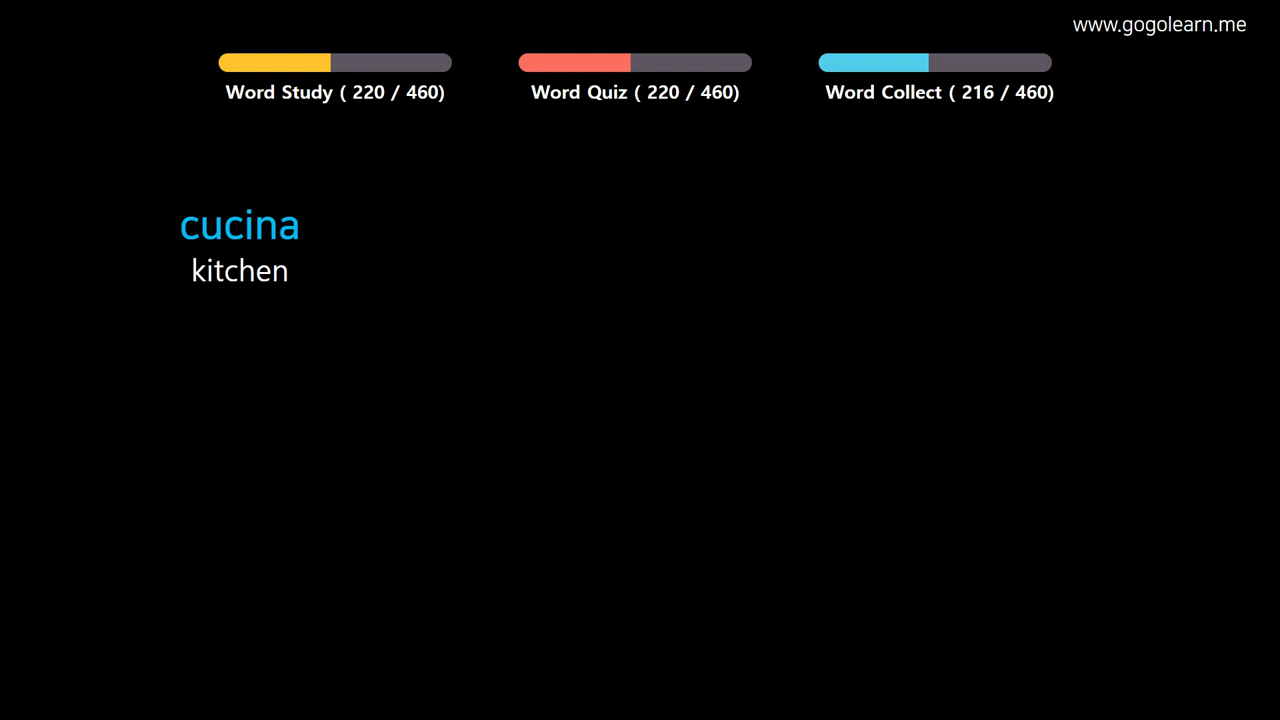 www.gogolearn.me
Word Study ( 220 / 460)
Word Quiz ( 220 / 460)
Word Collect ( 216 / 460)
cucina
kitchen